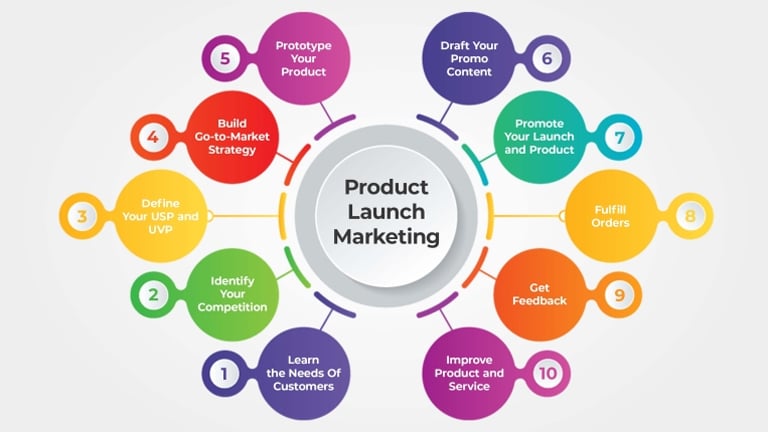 Product
Launch
Marketing
1
Learn
the Needs Of
Customers
2
Identify
Your
Competition
3
Define
Your USP and
UVP
4
Build
Go-to-Market
Strategy
5
Prototype
Your
Product
6
Draft Your
Promo
Content
7
Promote
Your Launch
and Product
8
Fulfill
Orders
9
Get
Feedback
10
Improve
Product and
Service